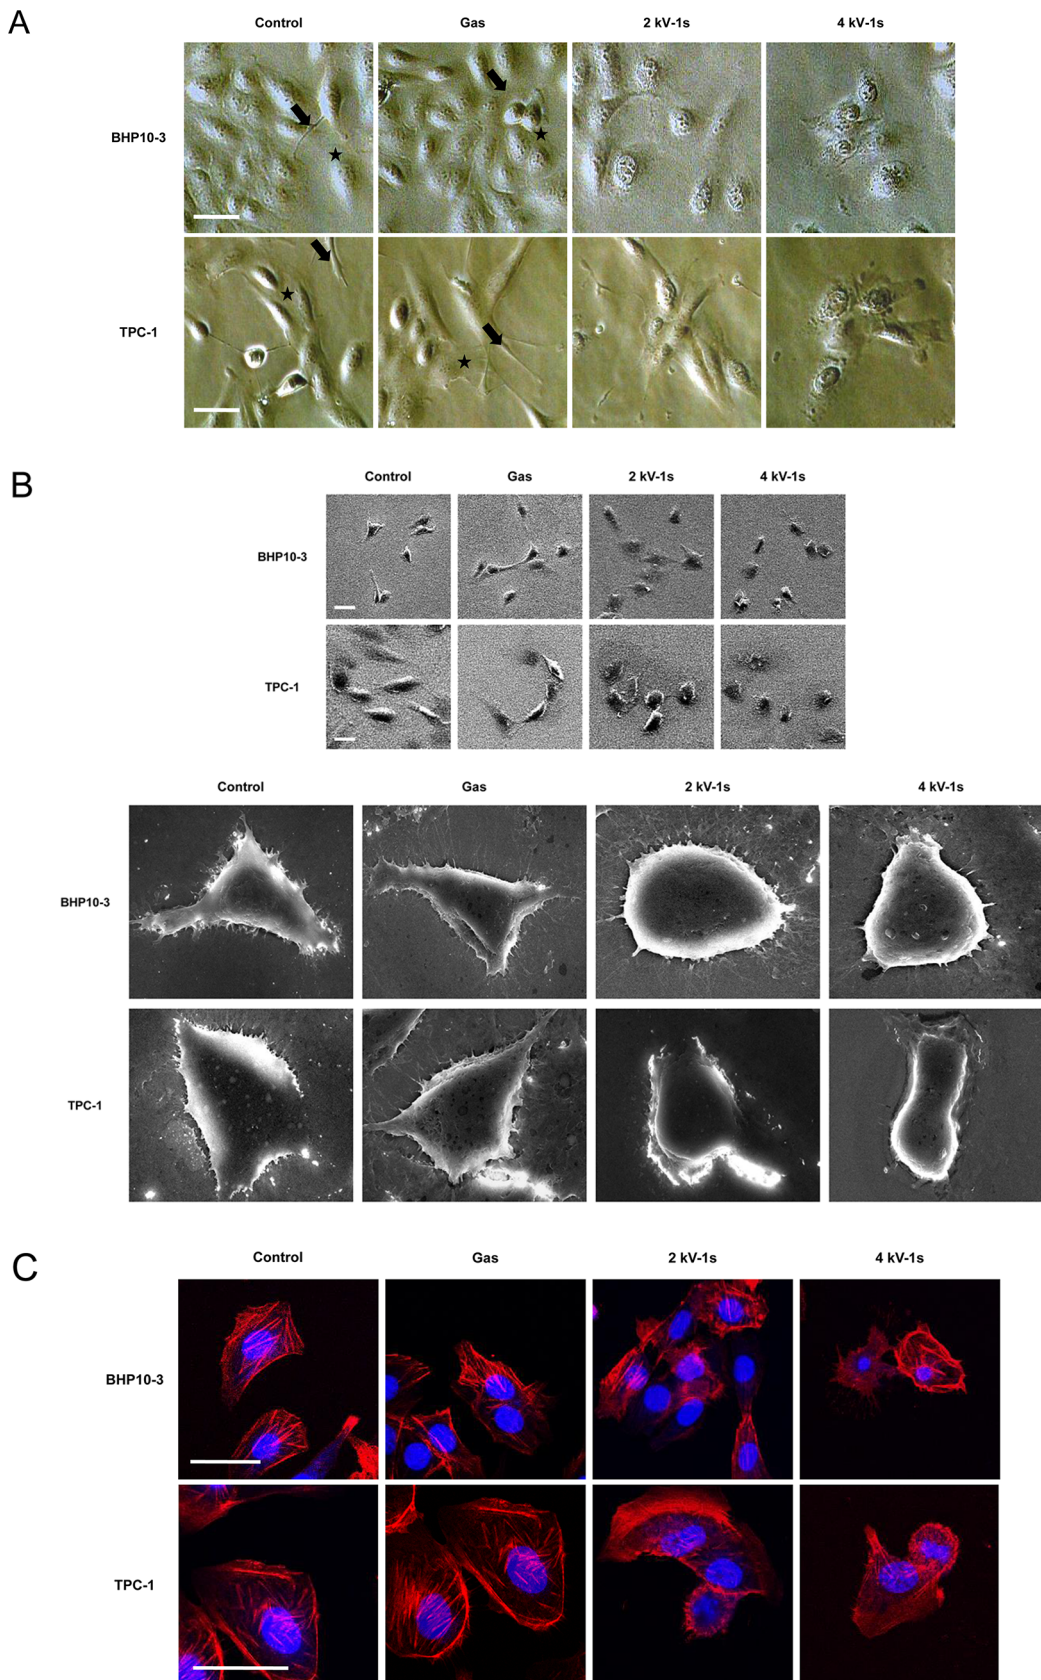 A
Control Gas 2 kV-1s 4 kV-1s
BHP10-3
TPC-1
B
Control Gas 2 kV-1s 4 kV-1s
BHP10-3
TPC-1
Control Gas 2 kV-1s 4 kV-1s
BHP10-3
TPC-1
C
Control Gas 2 kV-1s 4 kV-1s
BHP10-3
TPC-1